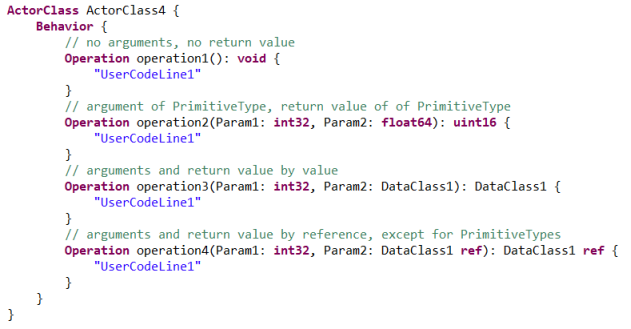 ActorClass ActorClass4 {
    Behavior {
        // no arguments, no return value
        Operation operation1(): void {
            "UserCodeLine1"
        }
        // argument of PrimitiveType, return value of of PrimitiveType
        Operation operation2(Param1: int32, Param2: float64): uint16 {
            "UserCodeLine1"
        }
        // arguments and return value by value
        Operation operation3(Param1: int32, Param2: DataClass1): DataClass1 {
            "UserCodeLine1"
        }
        // arguments and return value by reference, except for PrimitiveTypes
        Operation operation4(Param1: int32, Param2: DataClass1 ref): DataClass1 ref {
            "UserCodeLine1"
        }
    }
}